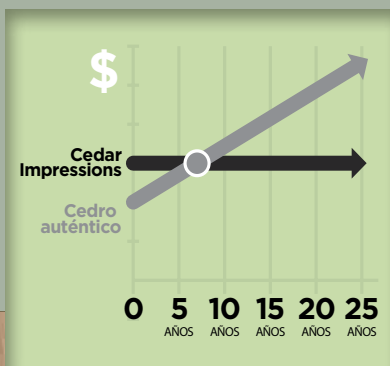 $
Cedar
Impressions
Cedro
auténtico
0 5 10 15 20 25
AÑOS AÑOS AÑOS AÑOS AÑOS